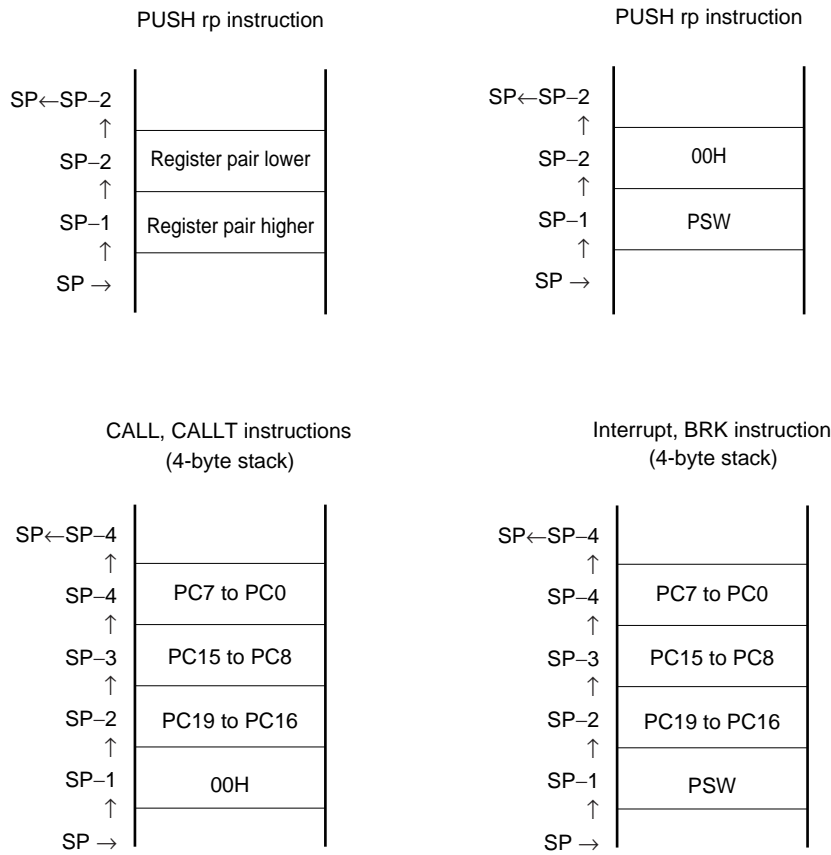 PUSH rp instruction
SP←SP–2
↑
SP–2
↑
SP–1
↑
SP →
Register pair lower
Register pair higher
PUSH rp instruction
SP←SP–2
↑
SP–2
↑
SP–1
↑
SP →
00H
PSW
CALL, CALLT instructions
(4-byte stack)
SP←SP–4
↑
SP–4
↑
SP–3
↑
SP–2
↑
SP–1
↑
SP →
PC7 to PC0
PC15 to PC8
PC19 to PC16
00H
Interrupt, BRK instruction
(4-byte stack)
SP←SP–4
↑
SP–4
↑
SP–3
↑
SP–2
↑
SP–1
↑
SP →
PC7 to PC0
PC15 to PC8
PC19 to PC16
PSW